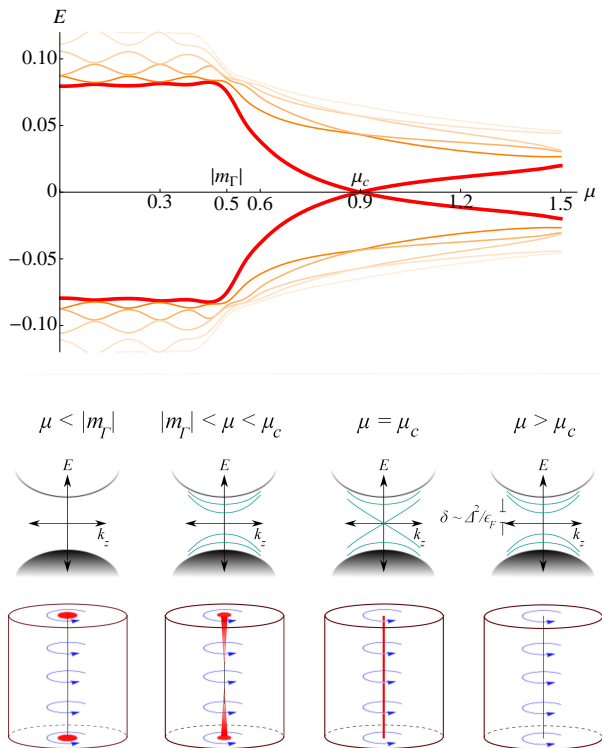 E
0.10
0.05
|m_Γ| μ_c
0 μ
0.3 0.5 0.6 0.9 1.2 1.5
−0.05
−0.10
μ < |m_Γ| |m_Γ| < μ < μ_c μ = μ_c μ > μ_c
E E E E
δ ~ Δ²/ϵ_F
k_z k_z k_z k_z